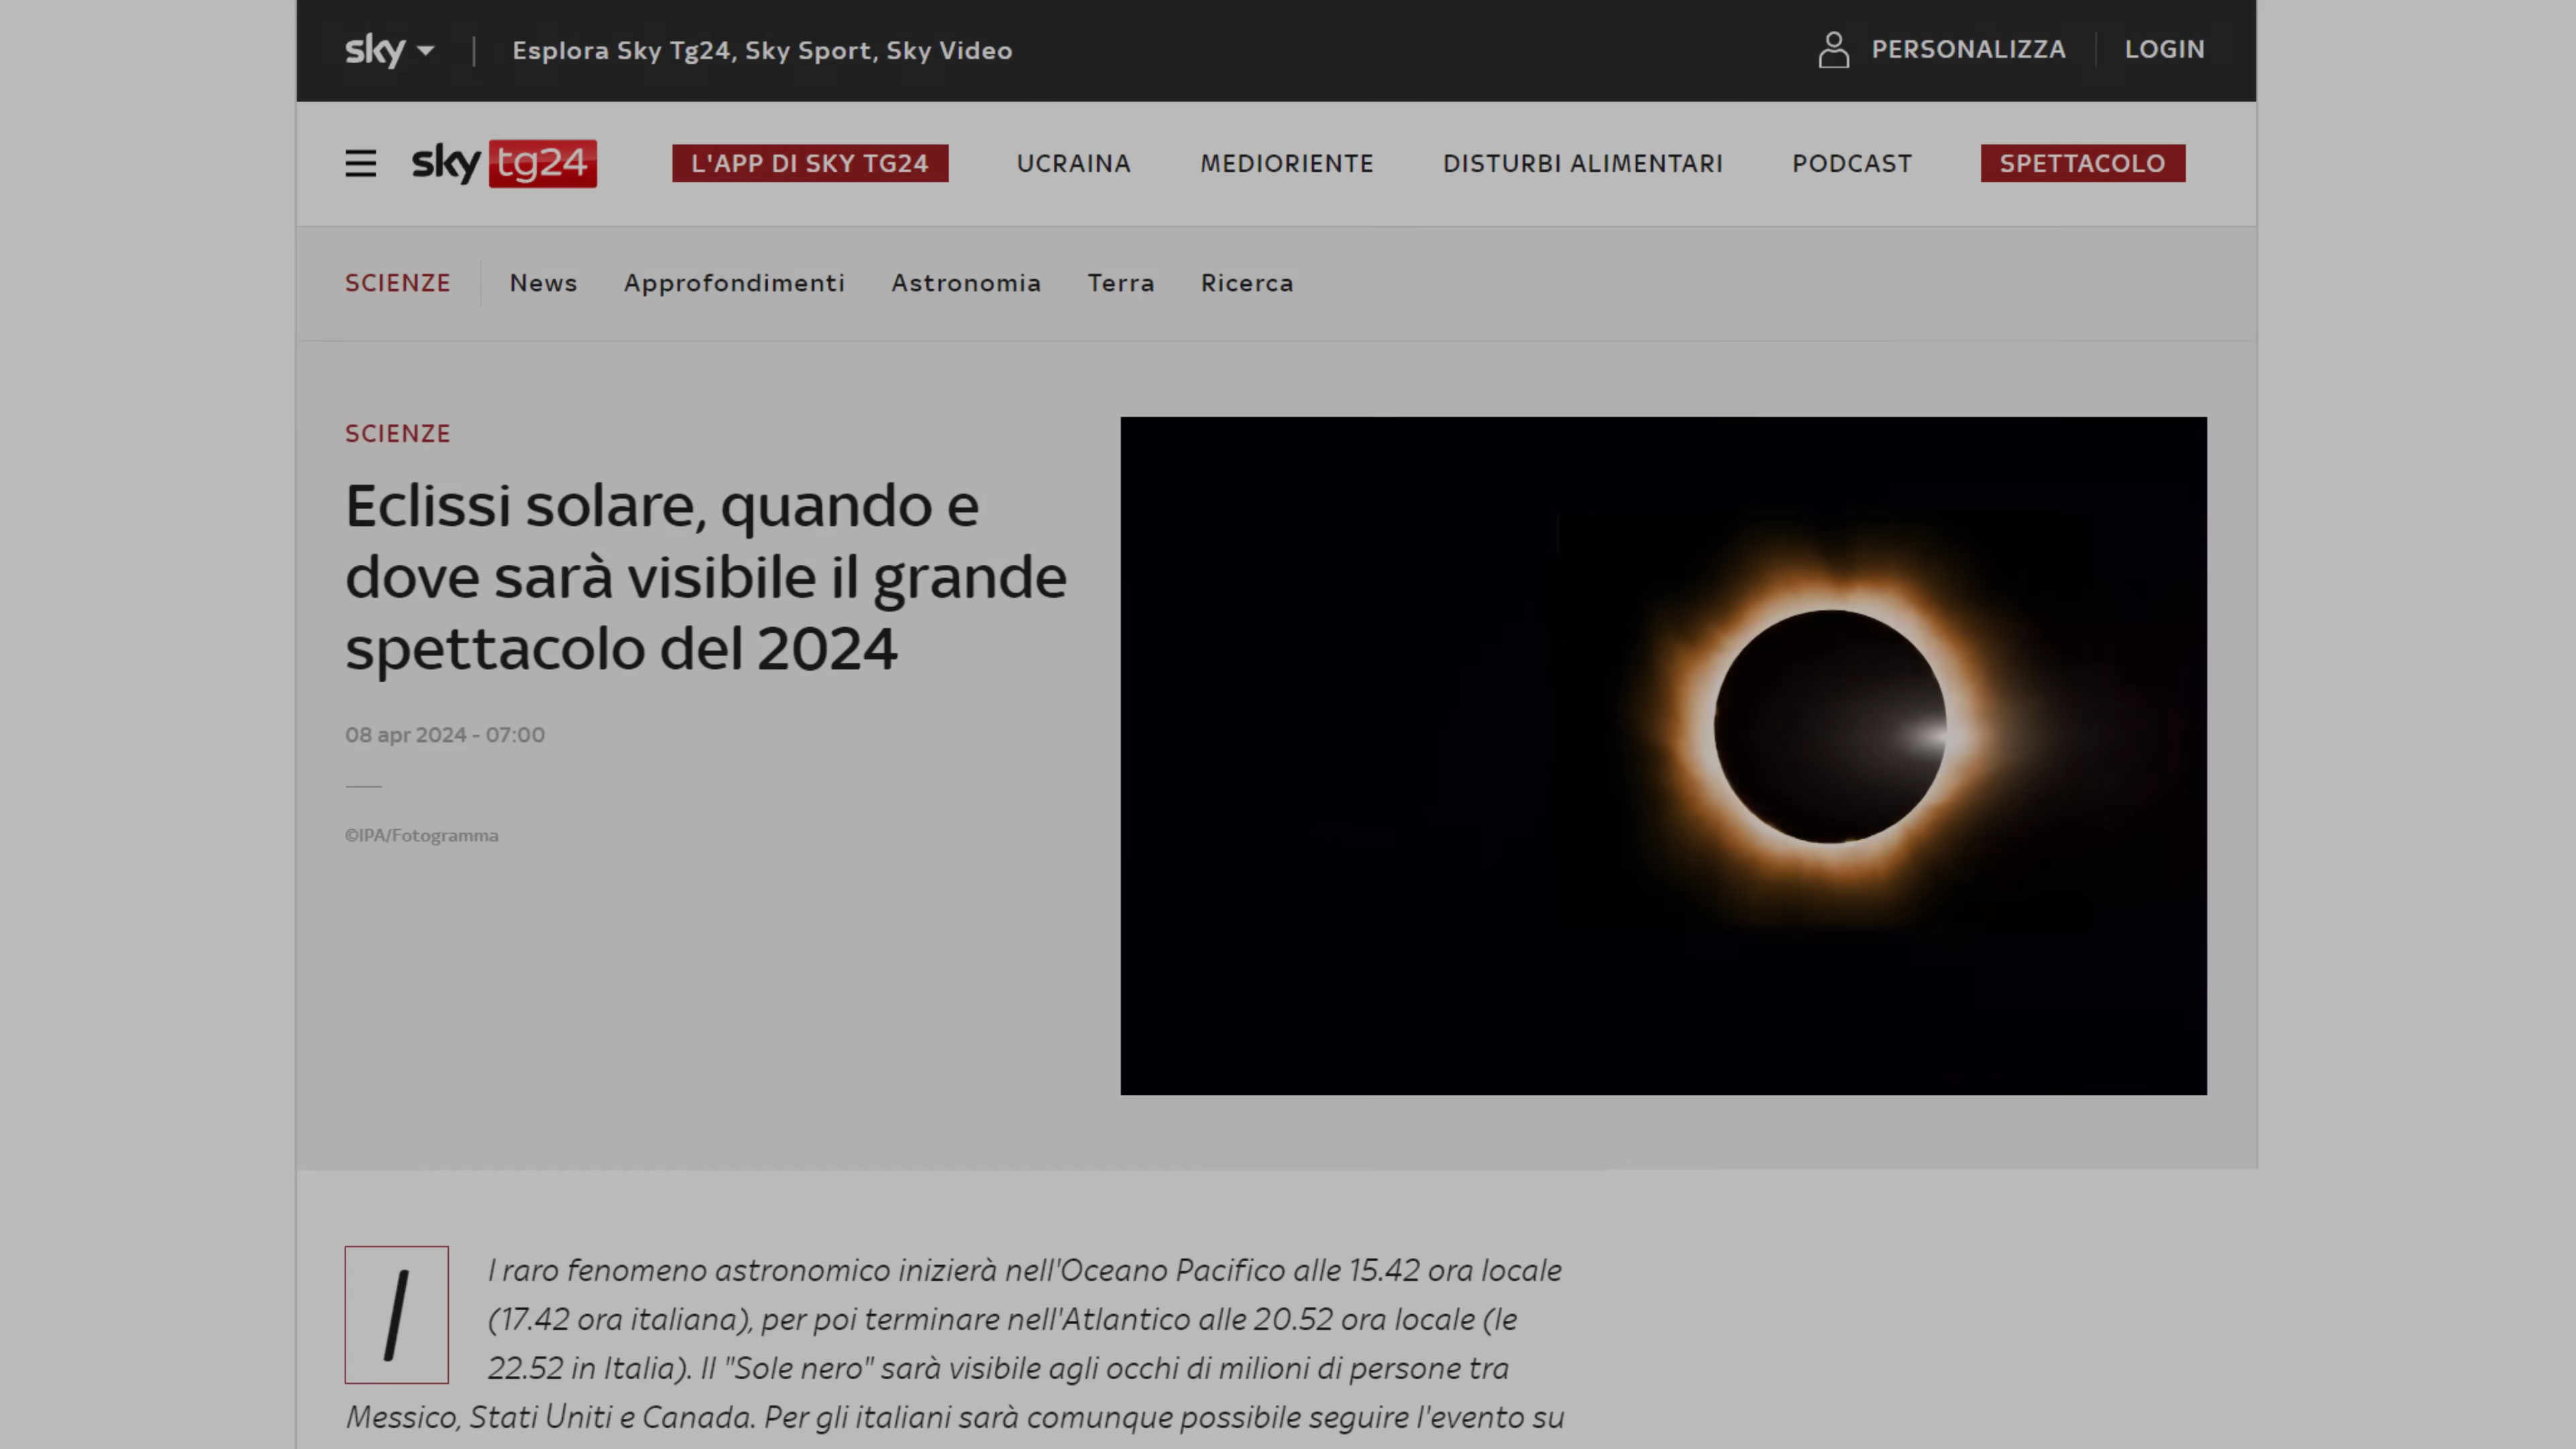 sky | Esplora Sky Tg24, Sky Sport, Sky Video PERSONALIZZA LOGIN
sky tg24 L'APP DI SKY TG24 UCRAINA MEDIORIENTE DISTURBI ALIMENTARI PODCAST SPETTACOLO
SCIENZE News Approfondimenti Astronomia Terra Ricerca
SCIENZE
Eclissi solare, quando e
dove sarà visibile il grande
spettacolo del 2024
08 apr 2024 - 07:00
©IPA/Fotogramma
I
l raro fenomeno astronomico inizierà nell'Oceano Pacifico alle 15.42 ora locale
(17.42 ora italiana), per poi terminare nell'Atlantico alle 20.52 ora locale (le
22.52 in Italia). Il "Sole nero" sarà visibile agli occhi di milioni di persone tra
Messico, Stati Uniti e Canada. Per gli italiani sarà comunque possibile seguire l'evento su